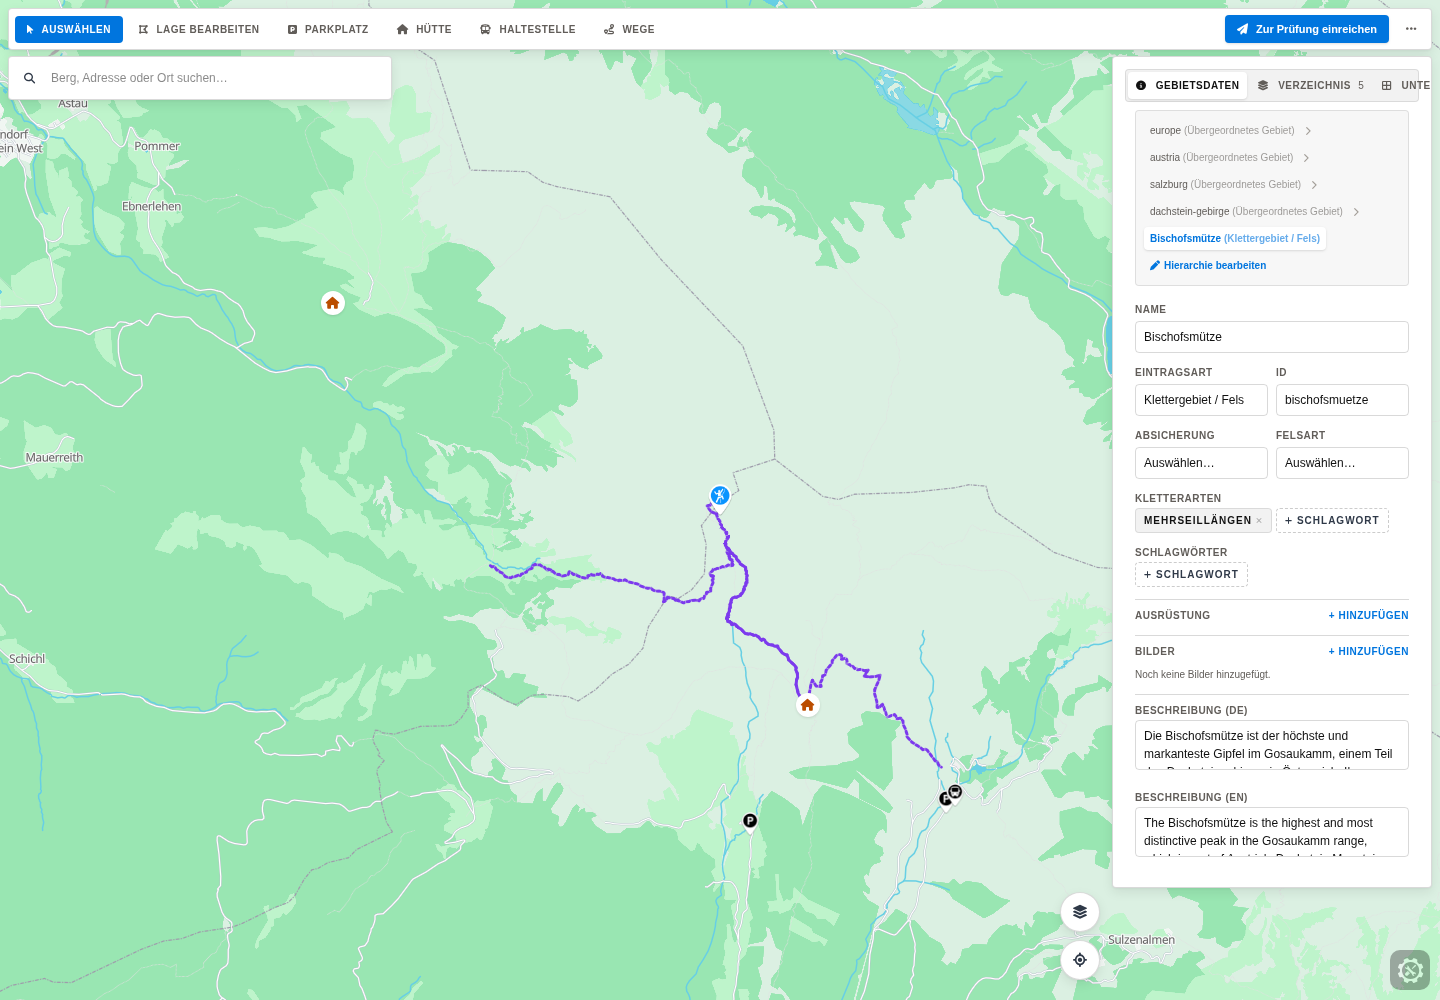 AUSWÄHLEN
LAGE BEARBEITEN
PARKPLATZ
HÜTTE
HALTESTELLE
WEGE
Zur Prüfung einreichen
Berg, Adresse oder Ort suchen…
Astau
ndorf
ein West
Pommer
Ebnerlehen
Mauerreith
Schichl
P
P
Sulzenalmen
GEBIETSDATEN
VERZEICHNIS 5
UNTE
europe (Übergeordnetes Gebiet)
austria (Übergeordnetes Gebiet)
salzburg (Übergeordnetes Gebiet)
dachstein-gebirge (Übergeordnetes Gebiet)
Bischofsmütze (Klettergebiet / Fels)
Hierarchie bearbeiten
NAME
Bischofsmütze
EINTRAGSART
ID
Klettergebiet / Fels
bischofsmuetze
ABSICHERUNG
FELSART
Auswählen…
Auswählen…
KLETTERARTEN
MEHRSEILLÄNGEN ×
+ SCHLAGWORT
SCHLAGWÖRTER
+ SCHLAGWORT
AUSRÜSTUNG
+ HINZUFÜGEN
BILDER
+ HINZUFÜGEN
Noch keine Bilder hinzugefügt.
BESCHREIBUNG (DE)
Die Bischofsmütze ist der höchste und
markanteste Gipfel im Gosaukamm, einem Teil
BESCHREIBUNG (EN)
The Bischofsmütze is the highest and most
distinctive peak in the Gosaukamm range,